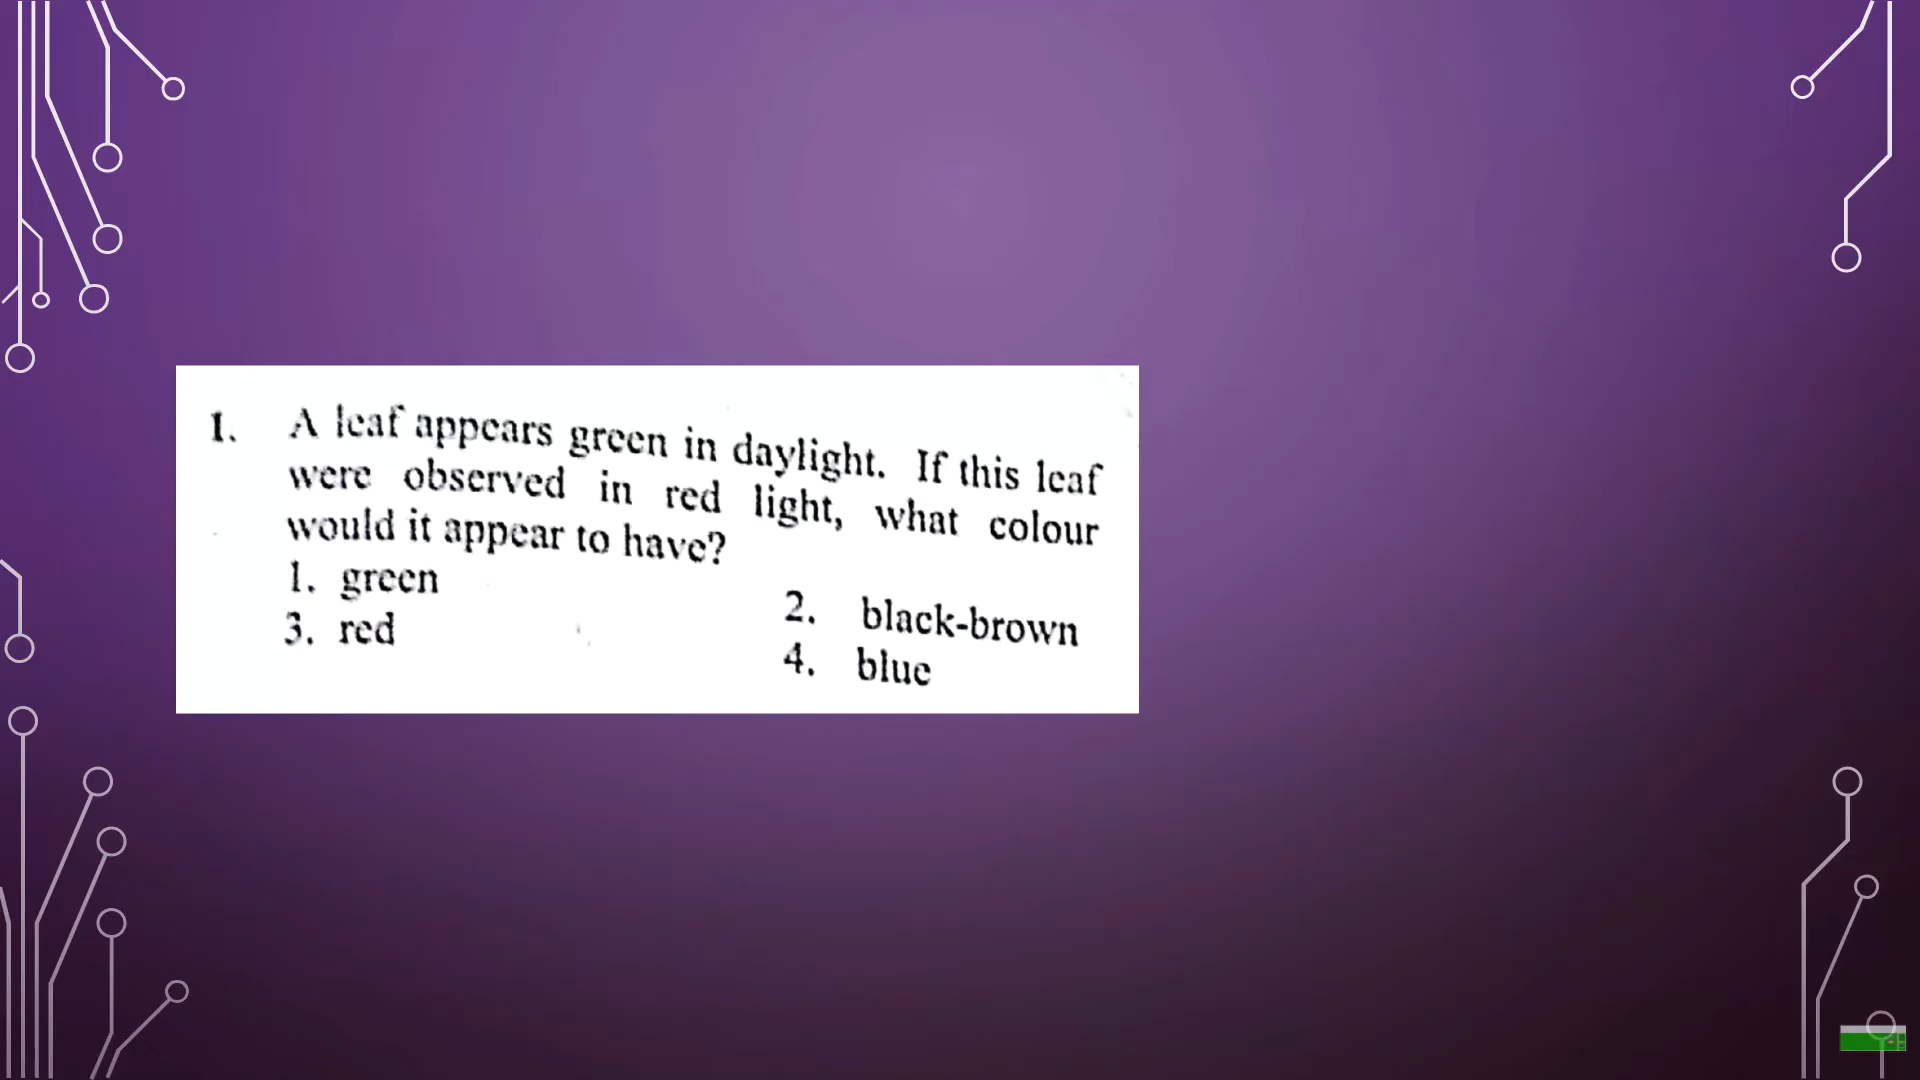 1. A leaf appears green in daylight. If this leaf
were observed in red light, what colour
would it appear to have?
1. green 2. black-brown
3. red 4. blue